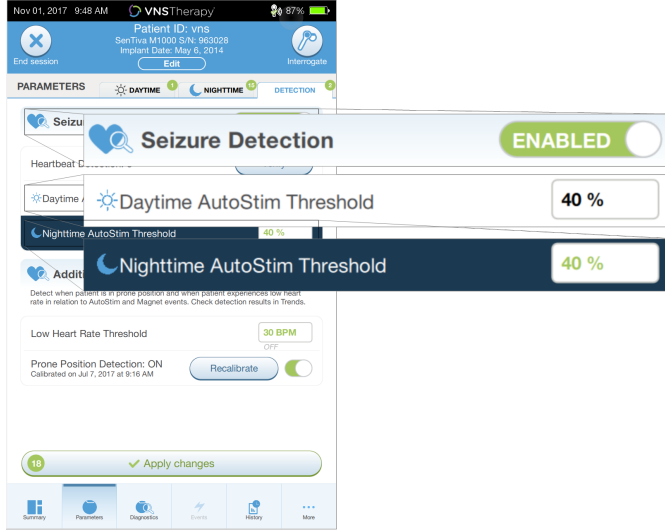 Nov 01, 2017 9:48 AM VNSTherapy 87%
Patient ID: vns
SenTiva M1000 S/N: 963028
Implant Date: May 6, 2014
End session Edit Interrogate
PARAMETERS DAYTIME 1 NIGHTTIME 13 DETECTION 2
Seizu
Seizure Detection ENABLED
Heartbeat D
Daytime A
Daytime AutoStim Threshold 40 %
Nighttime AutoStim Threshold 40 %
Nighttime AutoStim Threshold 40 %
Additi
Detect when patient is in prone position and when patient experiences low heart
rate in relation to AutoStim and Magnet events. Check detection results in Trends.
Low Heart Rate Threshold 30 BPM
OFF
Prone Position Detection: ON
Calibrated on Jul 7, 2017 at 9:16 AM Recalibrate
18 Apply changes
Summary Parameters Diagnostics Events History More